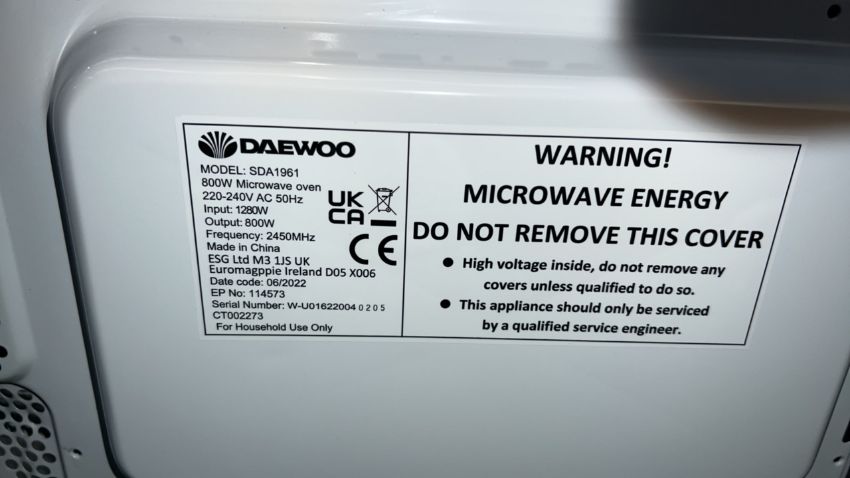 DAEWOO
MODEL: SDA1961
800W Microwave oven
220-240V AC 50Hz
Input: 1280W
Output: 800W
Frequency: 2450MHz
Made in China
ESG Ltd M3 1JS UK
Euromagppie Ireland D05 X006
Date code: 06/2022
EP No: 114573
Serial Number: W-U01622004 0205
CT002273
For Household Use Only
UK
CA
CE
WARNING!
MICROWAVE ENERGY
DO NOT REMOVE THIS COVER
● High voltage inside, do not remove any
covers unless qualified to do so.
● This appliance should only be serviced
by a qualified service engineer.